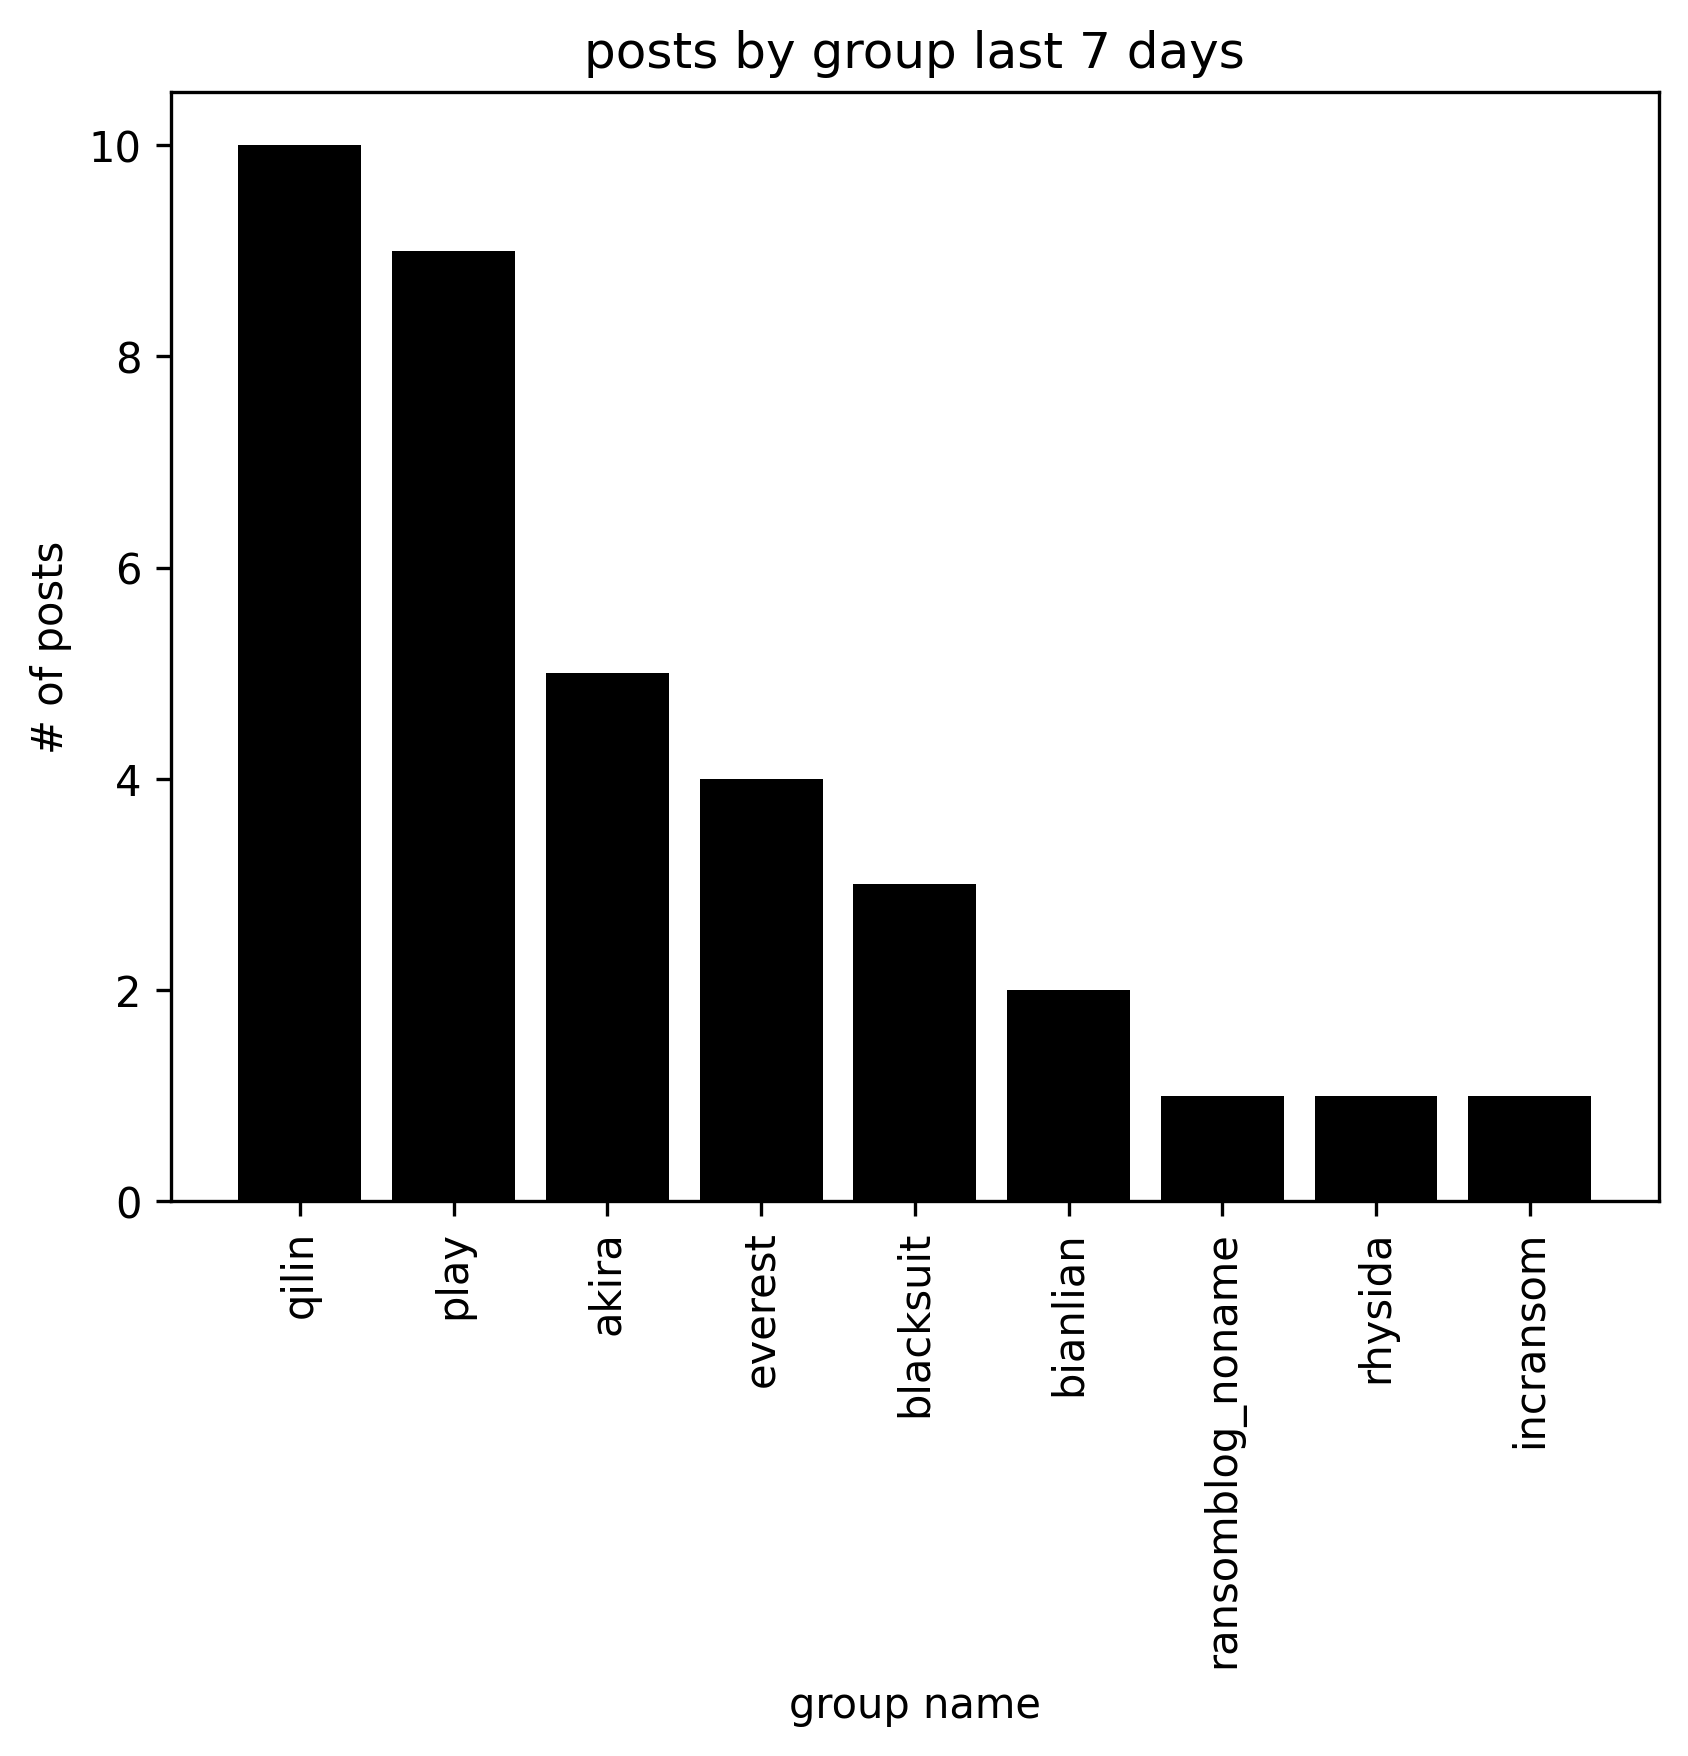 posts by group last 7 days
# of posts
10
8
6
4
2
0
qilin
play
akira
everest
blacksuit
bianlian
ransomblog_noname
rhysida
incransom
group name